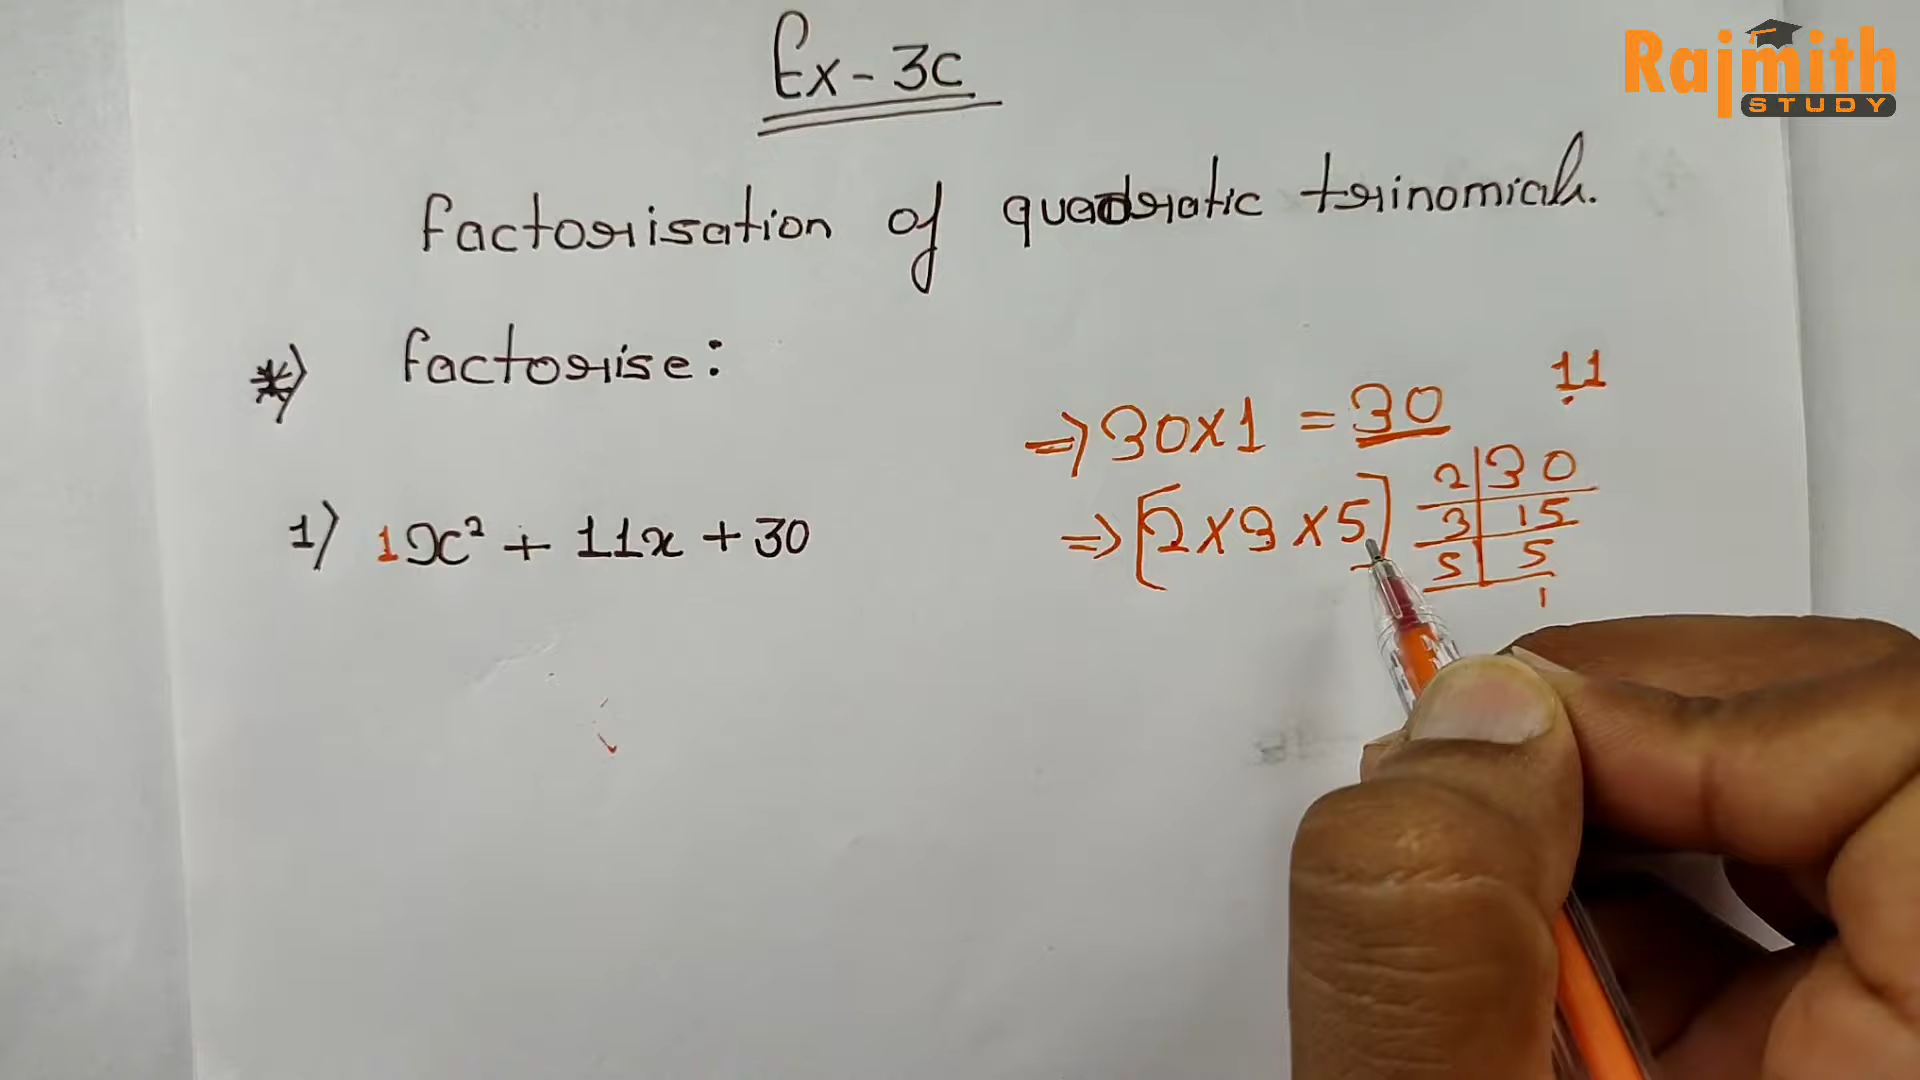 Rajmith
STUDY
Ex - 3C
factorisation of quadratic trinomials.
*) factorise:
11
⇒ 30×1 = 30
1) 1x² + 11x + 30
⇒ [2×3×5]
2 | 30
3 | 15
5 | 5
1